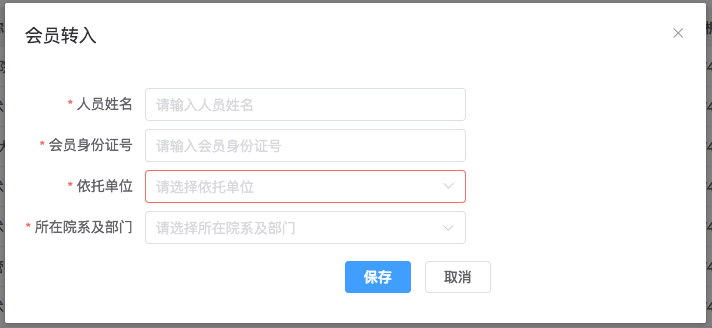 会员转入
* 人员姓名 请输入人员姓名
* 会员身份证号 请输入会员身份证号
* 依托单位 请选择依托单位
* 所在院系及部门 请选择所在院系及部门
保存 取消